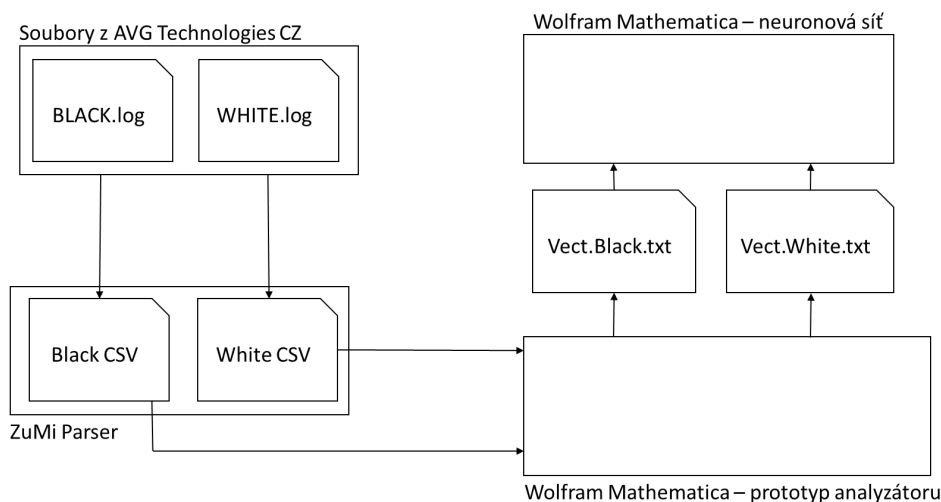 Soubory z AVG Technologies CZ
BLACK.log
WHITE.log
Black CSV
White CSV
ZuMi Parser
Wolfram Mathematica – neuronová síť
Vect.Black.txt
Vect.White.txt
Wolfram Mathematica – prototyp analyzátoru